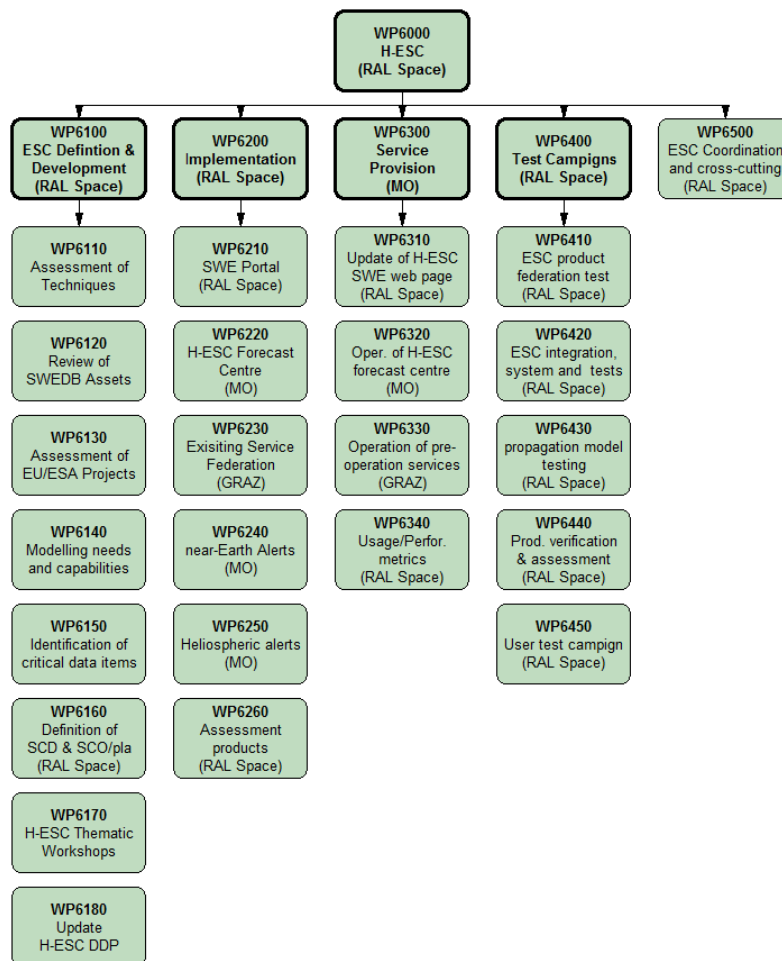 WP6000
H-ESC
(RAL Space)
WP6100
ESC Defintion &
Development
(RAL Space)
WP6200
Implementation
(RAL Space)
WP6300
Service
Provision
(MO)
WP6400
Test Campigns
(RAL Space)
WP6500
ESC Coordination
and cross-cutting
(RAL Space)
WP6110
Assessment of
Techniques
WP6120
Review of
SWEDB Assets
WP6130
Assessment of
EU/ESA Projects
WP6140
Modelling needs
and capabilities
WP6150
Identification of
critical data items
WP6160
Definition of
SCD & SCO/pla
(RAL Space)
WP6170
H-ESC Thematic
Workshops
WP6180
Update
H-ESC DDP
WP6210
SWE Portal
(RAL Space)
WP6220
H-ESC Forecast
Centre
(MO)
WP6230
Exisiting Service
Federation
(GRAZ)
WP6240
near-Earth Alerts
(MO)
WP6250
Heliospheric alerts
(MO)
WP6260
Assessment
products
(RAL Space)
WP6310
Update of H-ESC
SWE web page
(RAL Space)
WP6320
Oper. of H-ESC
forecast centre
(MO)
WP6330
Operation of pre-
operation services
(GRAZ)
WP6340
Usage/Perfor.
metrics
(RAL Space)
WP6410
ESC product
federation test
(RAL Space)
WP6420
ESC integration,
system and tests
(RAL Space)
WP6430
propagation model
testing
(RAL Space)
WP6440
Prod. verification
& assessment
(RAL Space)
WP6450
User test campign
(RAL Space)